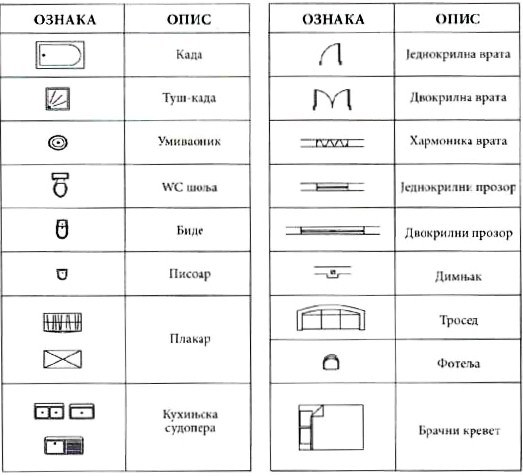 ОЗНАКА
ОПИС
Када
Туш-када
Умиваоник
WC шоља
Биде
Писоар
Плакар
Кухињска
судопера
ОЗНАКА
ОПИС
Једнокрилна врата
Двокрилна врата
Хармоника врата
Једнокрилни прозор
Двокрилни прозор
Димњак
Тросед
Фотеља
Брачни кревет